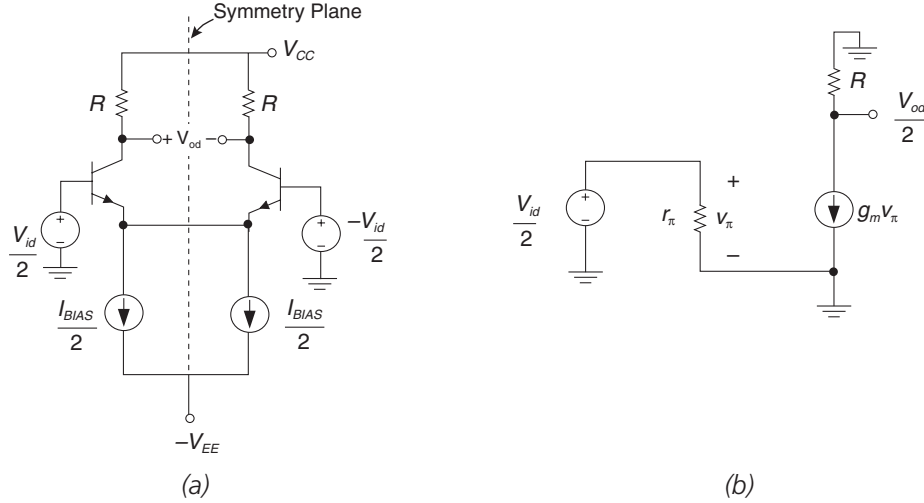 Symmetry Plane
V_CC
R
R
+ V_od −
+
−
V_id/2
+
−
−V_id/2
I_BIAS/2
I_BIAS/2
−V_EE
(a)
R
V_od/2
V_id/2
+
−
r_π
+
v_π
−
g_m v_π
(b)